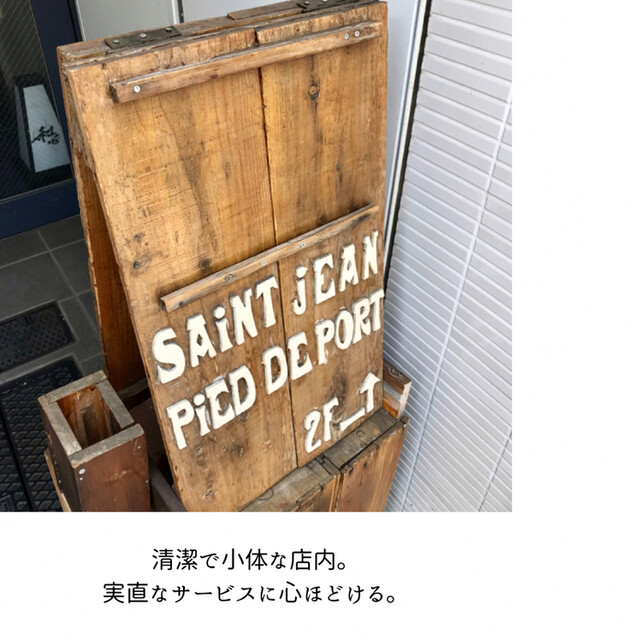 SAiNT jEAN
PiED DE PORT
2F
清潔で小体な店内。
実直なサービスに心ほどける。